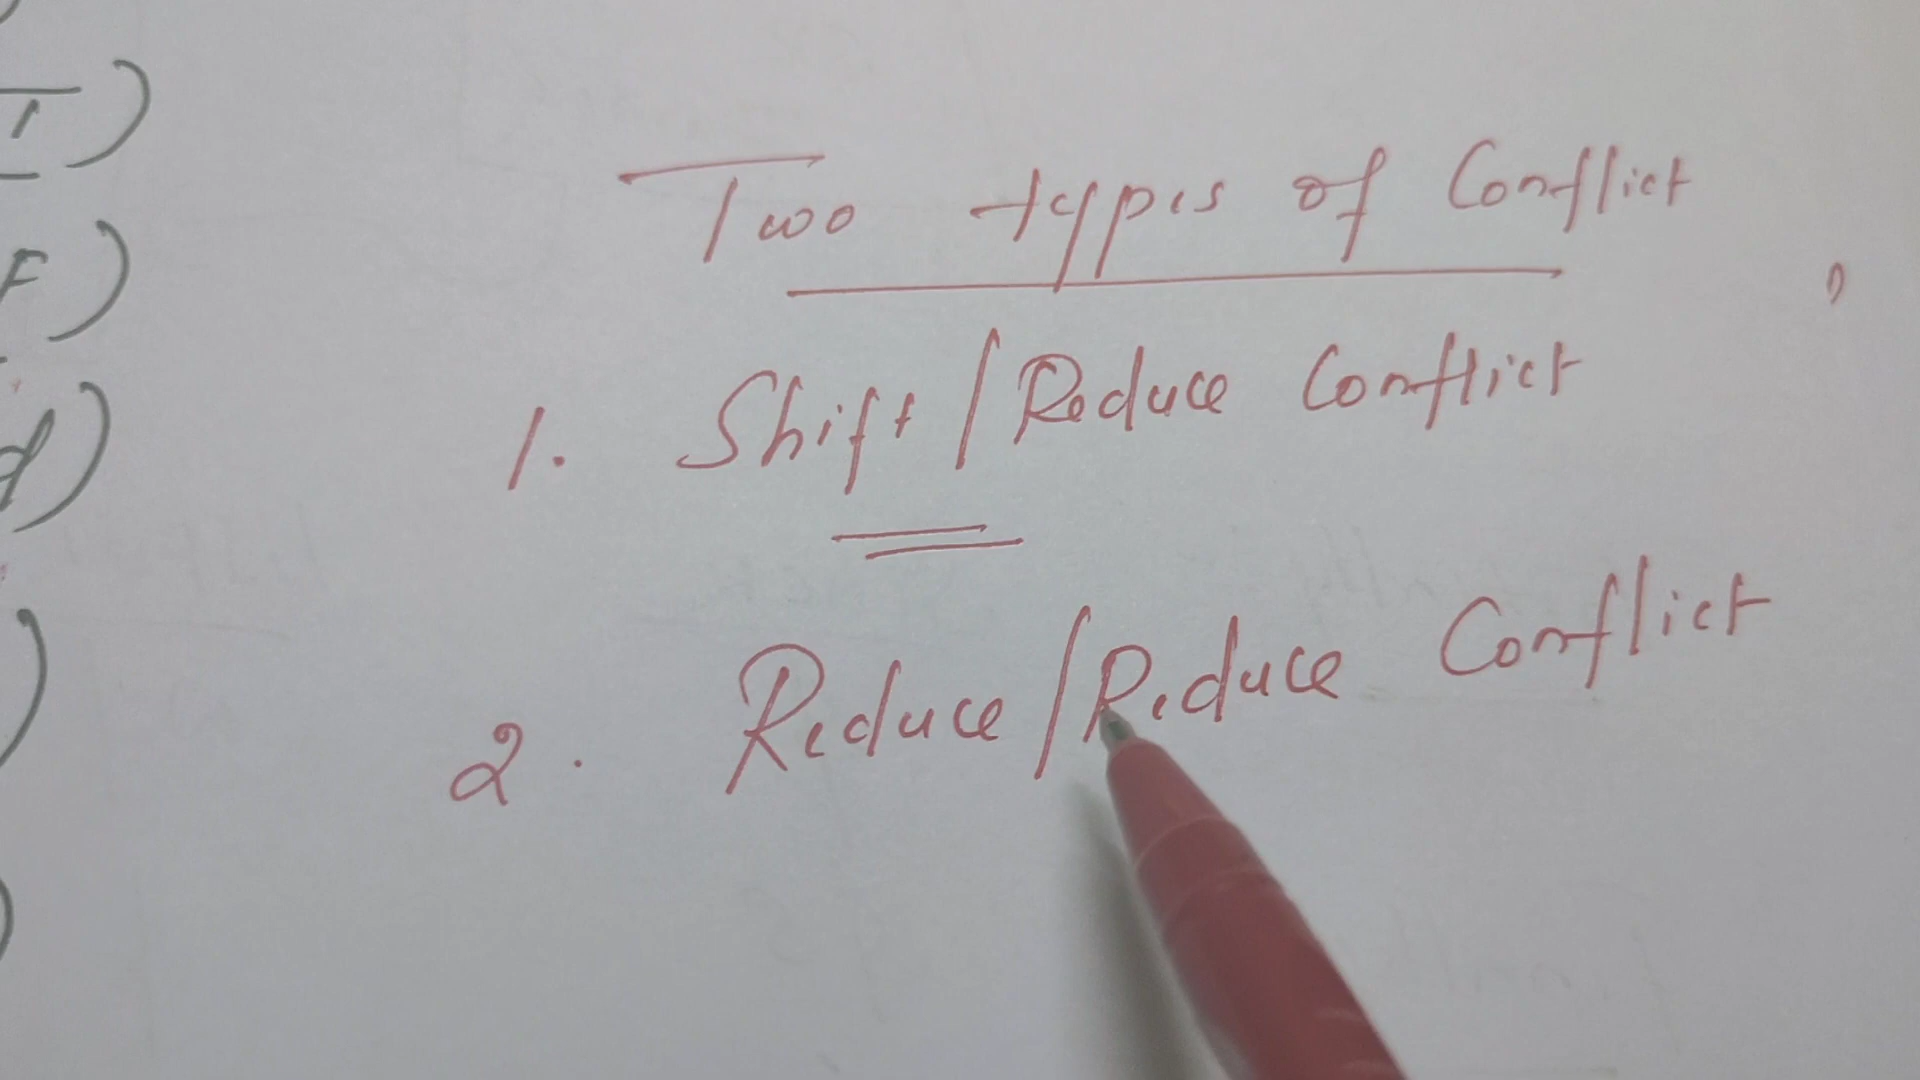 Two types of Conflict
1. Shift / Reduce Conflict
2. Reduce / Reduce Conflict
F)
d)